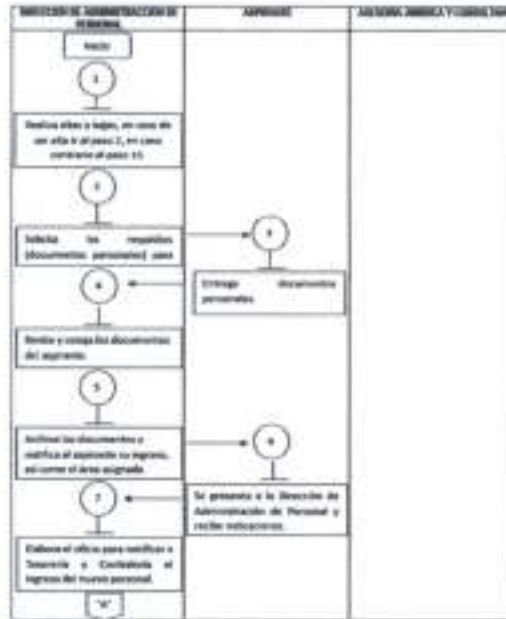 DIRECCIÓN DE ADMINISTRACIÓN DE
PERSONAL
ASPIRANTE
ASESORÍA JURÍDICA Y CONSULTIVA
Inicio
1
Realiza altas y bajas, en caso de
ser alta ir al paso 2, en caso
contrario al paso
2
Solicita los requisitos
(documentos personales) para
3
Entrega documentos
personales.
4
Revisa y coteja los documentos
del aspirante.
5
Archiva los documentos y
notifica al aspirante su ingreso,
así como el área asignada.
6
Se presenta a la Dirección de
Administración de Personal y
recibe indicaciones.
7
Elabora el oficio para notificar a
Tesorería y Contraloría el
ingreso del nuevo personal.
"A"